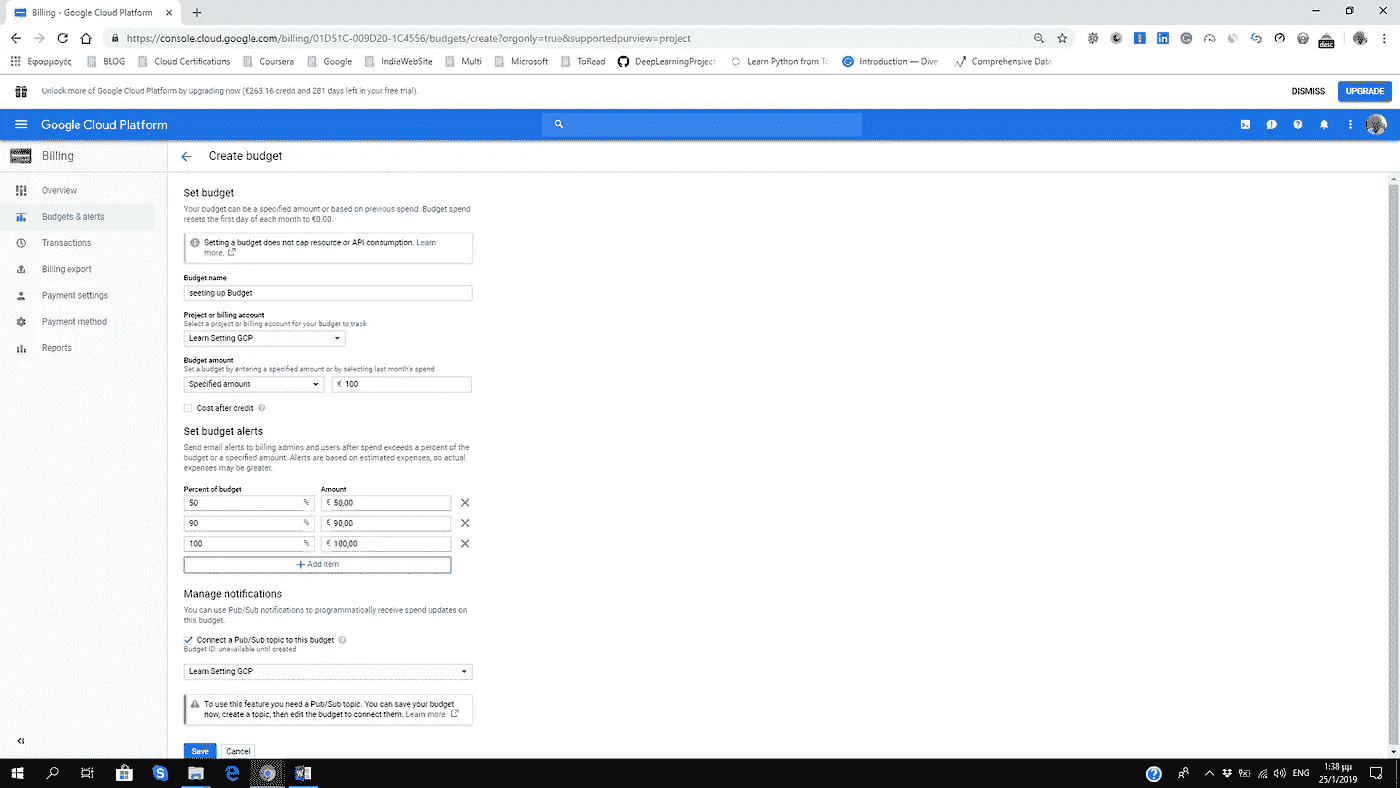 Billing - Google Cloud Platform
https://console.cloud.google.com/billing/01D51C-009D20-1C4556/budgets/create?orgonly=true&supportedpurview=project
Εφαρμογές BLOG Cloud Certifications Coursera Google IndieWebSite Multi Microsoft ToRead DeepLearningProject Learn Python from To Introduction — Dive Comprehensive Data
desc
Unlock more of Google Cloud Platform by upgrading now (€263.16 credit and 281 days left in your free trial).
DISMISS UPGRADE
Google Cloud Platform
Billing
Create budget
Overview
Budgets & alerts
Transactions
Billing export
Payment settings
Payment method
Reports
Set budget
Your budget can be a specified amount or based on previous spend. Budget spend
resets the first day of each month to €0.00.
Setting a budget does not cap resource or API consumption. Learn
more.
Budget name
seeting up Budget
Project or billing account
Select a project or billing account for your budget to track
Learn Setting GCP
Budget amount
Set a budget by entering a specified amount or by selecting last month's spend
Specified amount € 100
Cost after credit
Set budget alerts
Send email alerts to billing admins and users after spend exceeds a percent of the
budget or a specified amount. Alerts are based on estimated expenses, so actual
expenses may be greater.
Percent of budget Amount
50 % € 50,00
90 % € 90,00
100 % € 100,00
Add item
Manage notifications
You can use Pub/Sub notifications to programmatically receive spend updates on
this budget.
Connect a Pub/Sub topic to this budget
Budget ID: unavailable until created
Learn Setting GCP
To use this feature you need a Pub/Sub topic. You can save your budget
now, create a topic, then edit the budget to connect them. Learn more
Save Cancel
ENG
1:38 μμ
25/1/2019